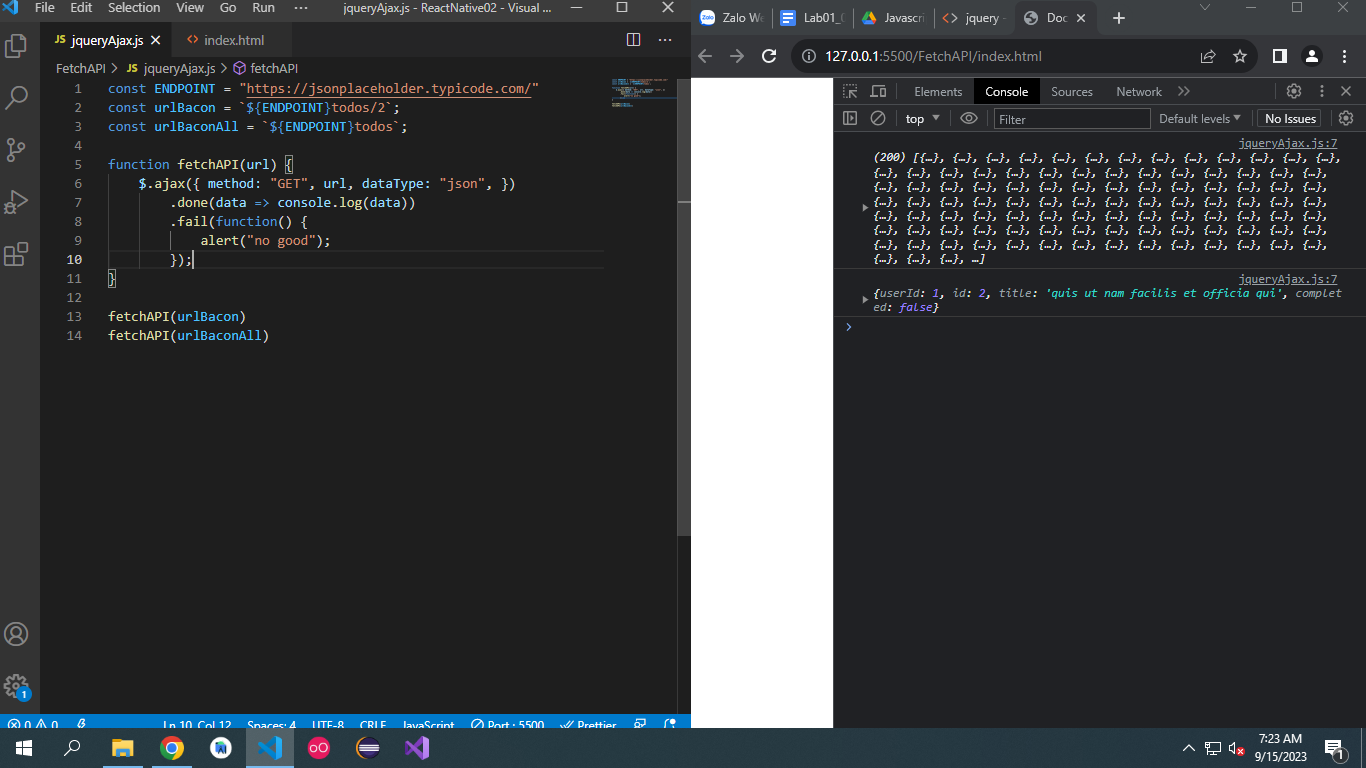 File Edit Selection View Go Run ··· jqueryAjax.js - ReactNative02 - Visual ...
JS jqueryAjax.js
<> index.html
FetchAPI > JS jqueryAjax.js > fetchAPI
1 const ENDPOINT = "https://jsonplaceholder.typicode.com/"
2 const urlBacon = `${ENDPOINT}todos/2`;
3 const urlBaconAll = `${ENDPOINT}todos`;
4
5 function fetchAPI(url) {
6 $.ajax({ method: "GET", url, dataType: "json", })
7 .done(data => console.log(data))
8 .fail(function() {
9 alert("no good");
10 });
11 }
12
13 fetchAPI(urlBacon)
14 fetchAPI(urlBaconAll)
1
0 0 Ln 10, Col 12 Spaces: 4 UTF-8 CRLF JavaScript Port : 5500 Prettier
Zalo We Lab01_0 Javascri jquery - Doc
127.0.0.1:5500/FetchAPI/index.html
Elements Console Sources Network
top Filter Default levels No Issues
jqueryAjax.js:7
(200) [{…}, {…}, {…}, {…}, {…}, {…}, {…}, {…}, {…}, {…}, {…}, {…}, {…},
{…}, {…}, {…}, {…}, {…}, {…}, {…}, {…}, {…}, {…}, {…}, {…}, {…}, {…},
{…}, {…}, {…}, {…}, {…}, {…}, {…}, {…}, {…}, {…}, {…}, {…}, {…}, {…},
{…}, {…}, {…}, {…}, {…}, {…}, {…}, {…}, {…}, {…}, {…}, {…}, {…}, {…},
{…}, {…}, {…}, {…}, {…}, {…}, {…}, {…}, {…}, {…}, {…}, {…}, {…}, {…},
{…}, {…}, {…}, {…}, {…}, {…}, {…}, {…}, {…}, {…}, {…}, {…}, {…}, {…},
{…}, {…}, {…}, {…}, {…}, {…}, {…}, {…}, {…}, {…}, {…}, {…}, {…}, {…},
{…}, {…}, {…}, …]
jqueryAjax.js:7
{userId: 1, id: 2, title: 'quis ut nam facilis et officia qui', complet
ed: false}
7:23 AM
9/15/2023
1